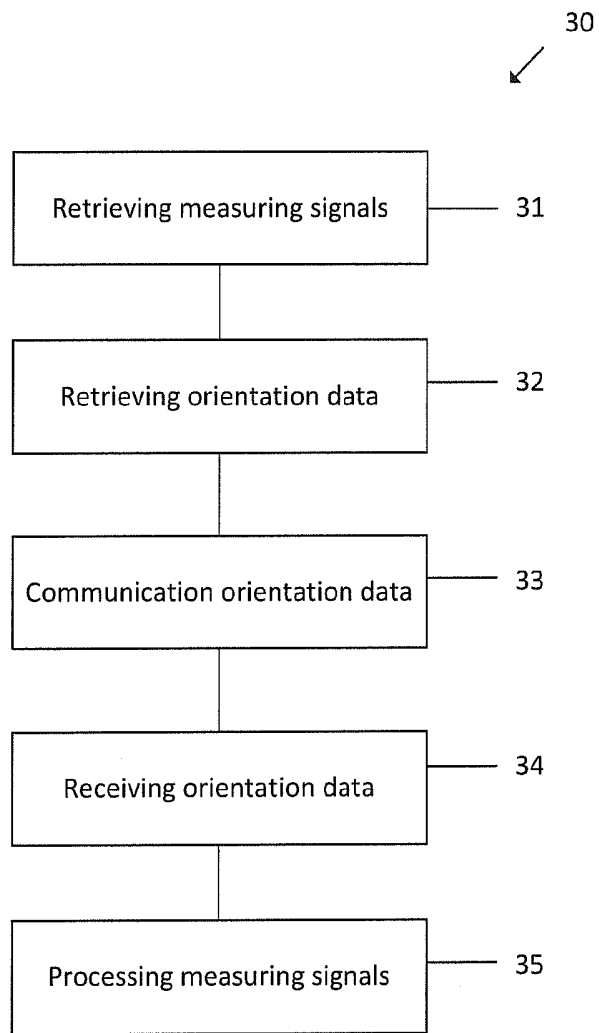 30
Retrieving measuring signals
31
Retrieving orientation data
32
Communication orientation data
33
Receiving orientation data
34
Processing measuring signals
35